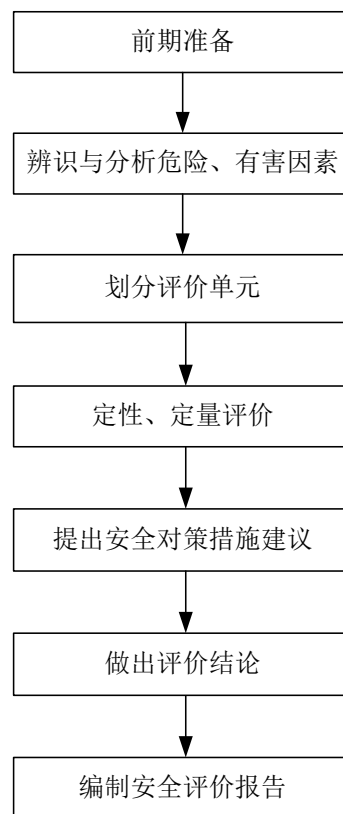 前期准备
辨识与分析危险、有害因素
划分评价单元
定性、定量评价
提出安全对策措施建议
做出评价结论
编制安全评价报告